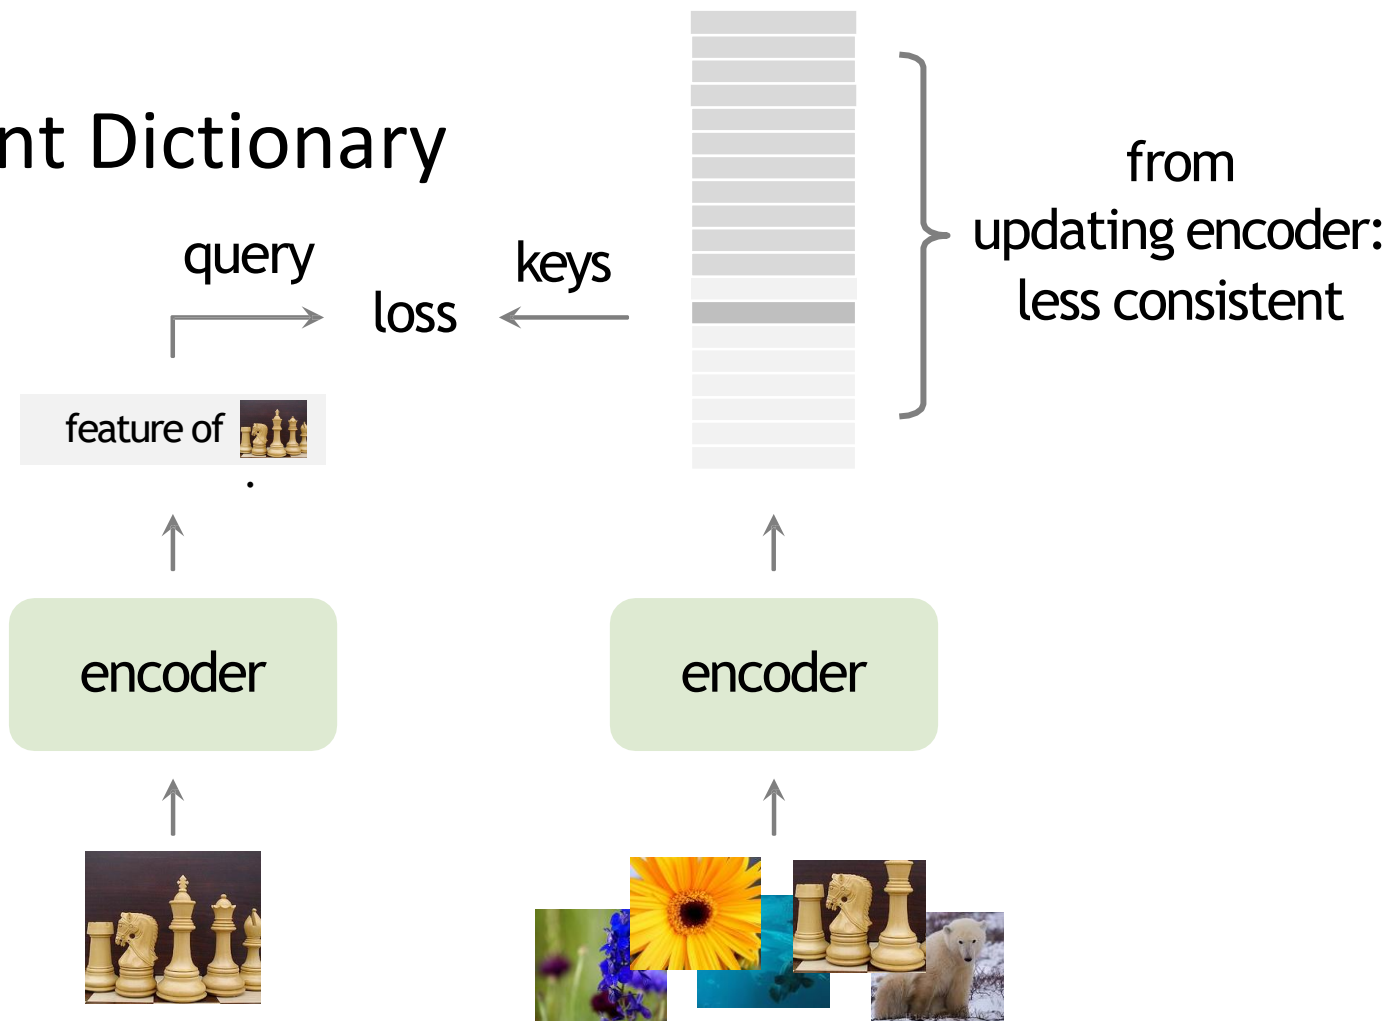 nt Dictionary
query
keys
loss
from
updating encoder:
less consistent
feature of
.
encoder
encoder